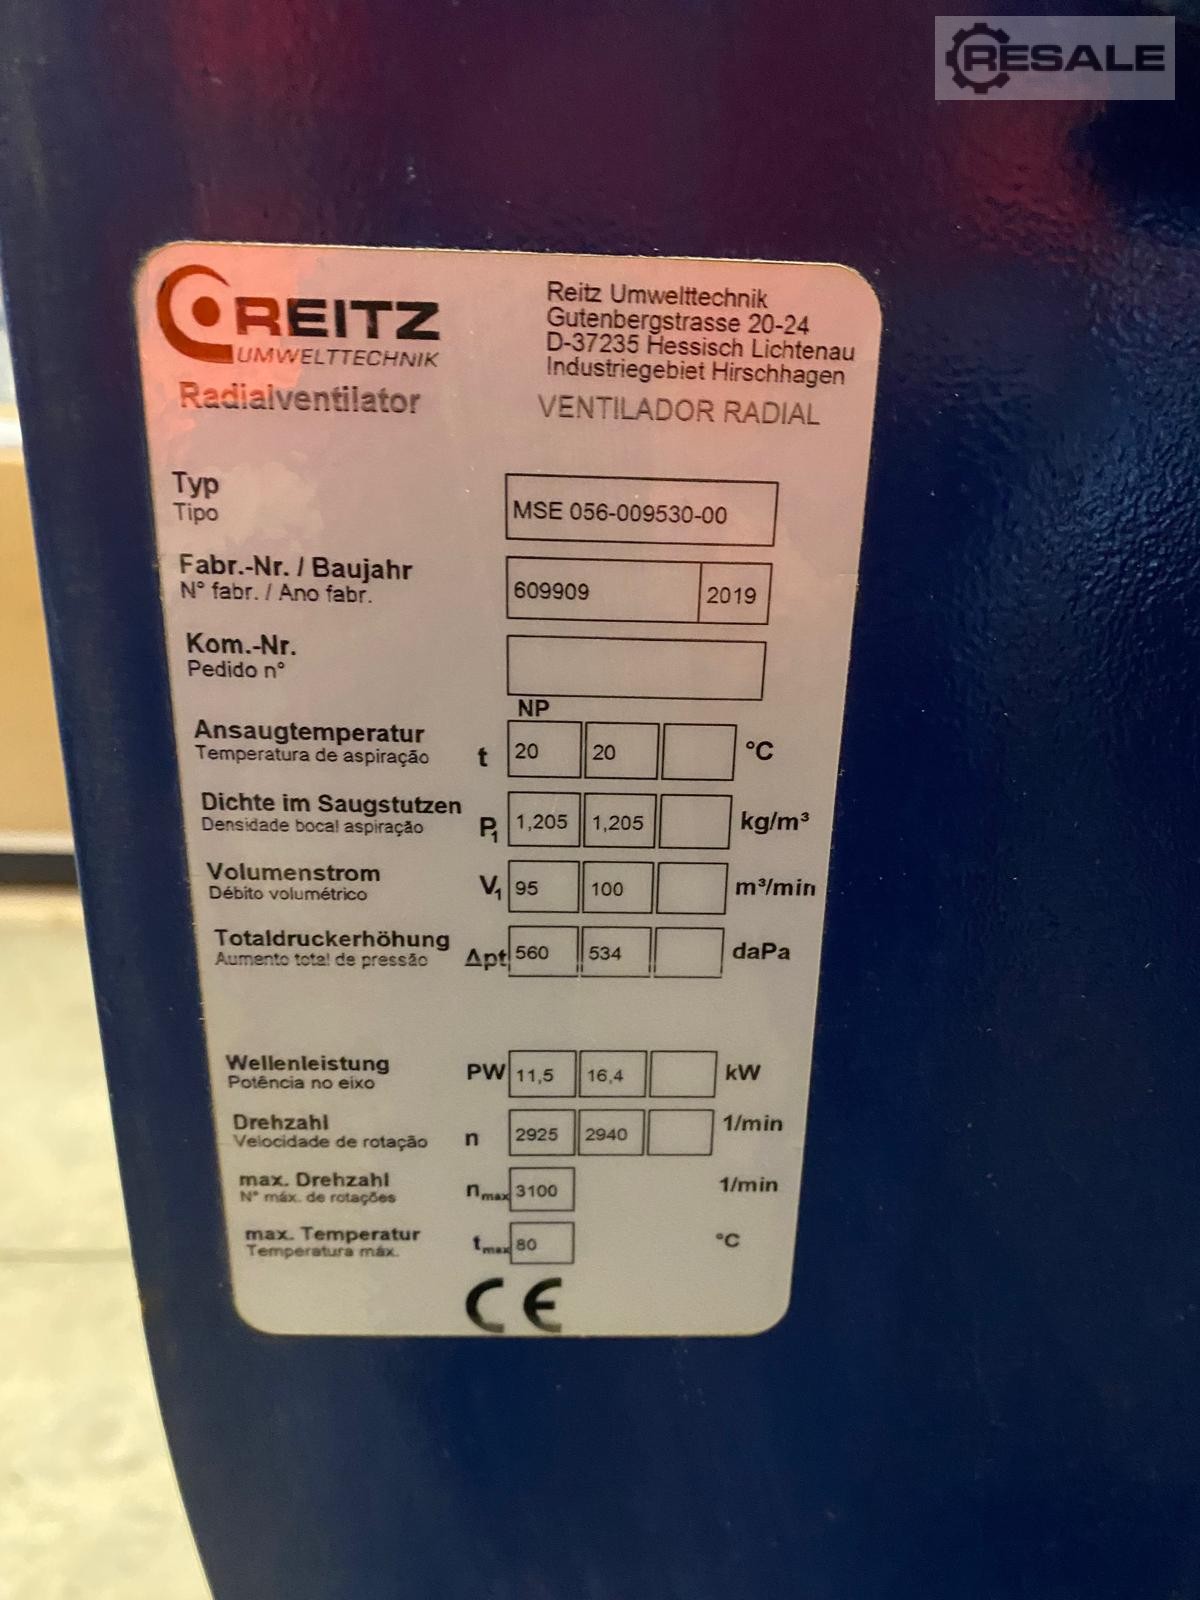 RESALE
REITZ
UMWELTTECHNIK
Radialventilator
Reitz Umwelttechnik
Gutenbergstrasse 20-24
D-37235 Hessisch Lichtenau
Industriegebiet Hirschhagen
VENTILADOR RADIAL
Typ
Tipo
MSE 056-009530-00
Fabr.-Nr. / Baujahr
N° fabr. / Ano fabr.
609909 2019
Kom.-Nr.
Pedido n°
NP
Ansaugtemperatur
Temperatura de aspiração
t 20 20 °C
Dichte im Saugstutzen
Densidade bocal aspiração
P1 1,205 1,205 kg/m³
Volumenstrom
Débito volumétrico
V1 95 100 m³/min
Totaldruckerhöhung
Aumento total de pressão
Δpt 560 534 daPa
Wellenleistung
Potência no eixo
PW 11,5 16,4 kW
Drehzahl
Velocidade de rotação
n 2925 2940 1/min
max. Drehzahl
N° máx. de rotações
nmax 3100 1/min
max. Temperatur
Temperatura máx.
tmax 80 °C
CE